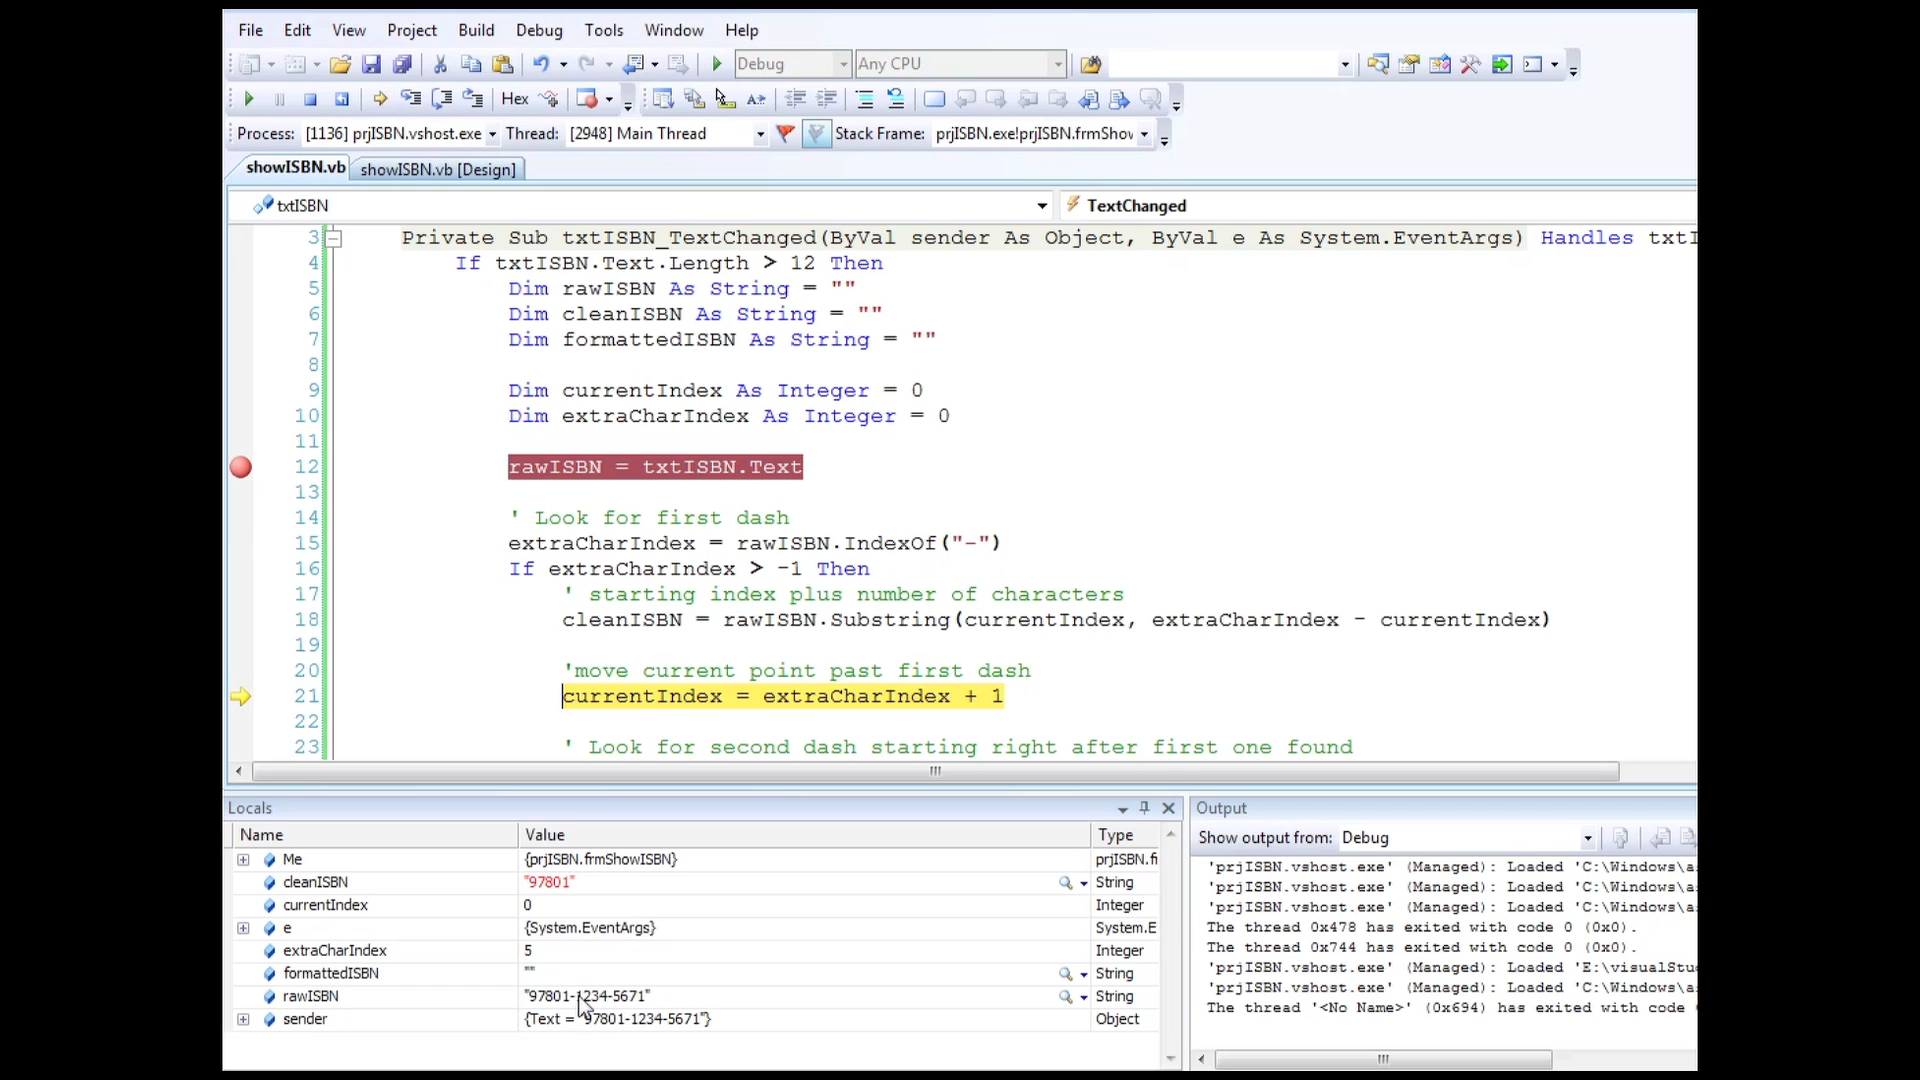 File Edit View Project Build Debug Tools Window Help
Debug Any CPU
Hex
Process: [1136] prjISBN.vshost.exe Thread: [2948] Main Thread Stack Frame: prjISBN.exe!prjISBN.frmShov
showISBN.vb showISBN.vb [Design]
txtISBN TextChanged
3 Private Sub txtISBN_TextChanged(ByVal sender As Object, ByVal e As System.EventArgs) Handles txtI
4 If txtISBN.Text.Length > 12 Then
5 Dim rawISBN As String = ""
6 Dim cleanISBN As String = ""
7 Dim formattedISBN As String = ""
8
9 Dim currentIndex As Integer = 0
10 Dim extraCharIndex As Integer = 0
11
12 rawISBN = txtISBN.Text
13
14 ' Look for first dash
15 extraCharIndex = rawISBN.IndexOf("-")
16 If extraCharIndex > -1 Then
17 ' starting index plus number of characters
18 cleanISBN = rawISBN.Substring(currentIndex, extraCharIndex - currentIndex)
19
20 'move current point past first dash
21 currentIndex = extraCharIndex + 1
22
23 ' Look for second dash starting right after first one found
Locals
Name Value Type
Me {prjISBN.frmShowISBN} prjISBN.fr
cleanISBN "97801" String
currentIndex 0 Integer
e {System.EventArgs} System.E
extraCharIndex 5 Integer
formattedISBN "" String
rawISBN "97801-1234-5671" String
sender {Text = "97801-1234-5671"} Object
Output
Show output from: Debug
'prjISBN.vshost.exe' (Managed): Loaded 'C:\Windows\a
'prjISBN.vshost.exe' (Managed): Loaded 'C:\Windows\a
'prjISBN.vshost.exe' (Managed): Loaded 'C:\Windows\a
The thread 0x478 has exited with code 0 (0x0).
The thread 0x744 has exited with code 0 (0x0).
'prjISBN.vshost.exe' (Managed): Loaded 'E:\visualStu
'prjISBN.vshost.exe' (Managed): Loaded 'C:\Windows\a
The thread '<No Name>' (0x694) has exited with code